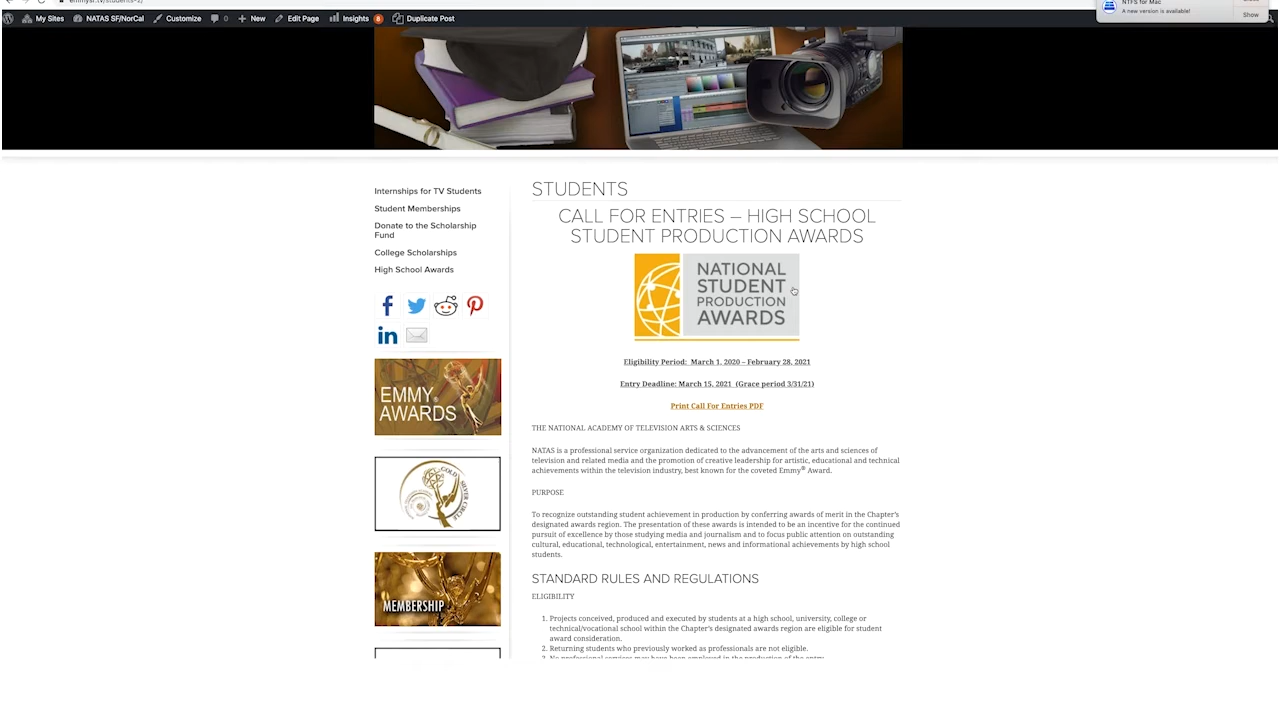 My Sites
NATAS SF/NorCal
Customize
0
New
Edit Page
Insights
8
Duplicate Post
NTFS for Mac
A new version is available!
Show
Internships for TV Students
Student Memberships
Donate to the Scholarship
Fund
College Scholarships
High School Awards
EMMY®
AWARDS
GOLD
SILVER CIRCLE
MEMBERSHIP
STUDENTS
CALL FOR ENTRIES – HIGH SCHOOL
STUDENT PRODUCTION AWARDS
NATIONAL
STUDENT
PRODUCTION
AWARDS
Eligibility Period: March 1, 2020 – February 28, 2021
Entry Deadline: March 15, 2021 (Grace period 3/31/21)
Print Call For Entries PDF
THE NATIONAL ACADEMY OF TELEVISION ARTS & SCIENCES
NATAS is a professional service organization dedicated to the advancement of the arts and sciences of
television and related media and the promotion of creative leadership for artistic, educational and technical
achievements within the television industry, best known for the coveted Emmy® Award.
PURPOSE
To recognize outstanding student achievement in production by conferring awards of merit in the Chapter's
designated awards region. The presentation of these awards is intended to be an incentive for the continued
pursuit of excellence by those studying media and journalism and to focus public attention on outstanding
cultural, educational, technological, entertainment, news and informational achievements by high school
students.
STANDARD RULES AND REGULATIONS
ELIGIBILITY
1. Projects conceived, produced and executed by students at a high school, university, college or
technical/vocational school within the Chapter's designated awards region are eligible for student
award consideration.
2. Returning students who previously worked as professionals are not eligible.